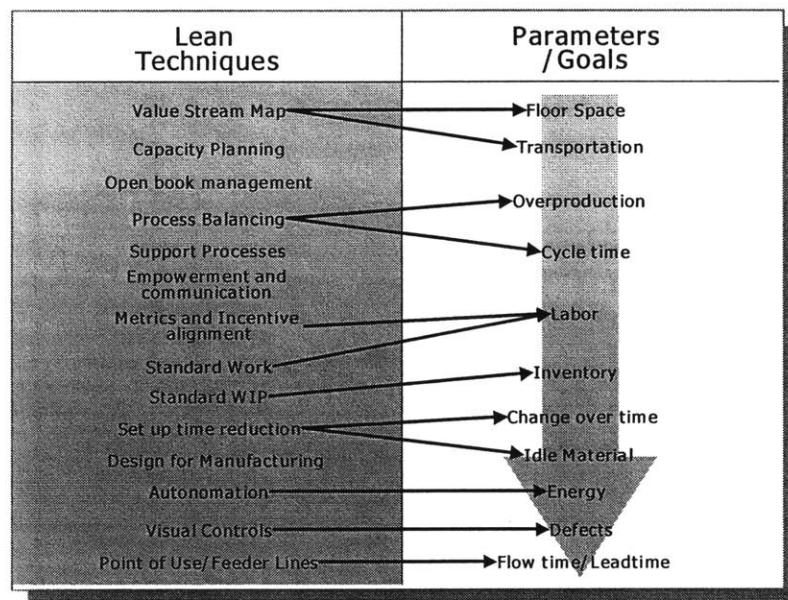 Lean
Techniques
Parameters
/Goals
Value Stream Map
Capacity Planning
Open book management
Process Balancing
Support Processes
Empowerment and
communication
Metrics and Incentive
alignment
Standard Work
Standard WIP
Set up time reduction
Design for Manufacturing
Autonomation
Visual Controls
Point of Use/Feeder Lines
Floor Space
Transportation
Overproduction
Cycle time
Labor
Inventory
Change over time
Idle Material
Energy
Defects
Flow time/Leadtime